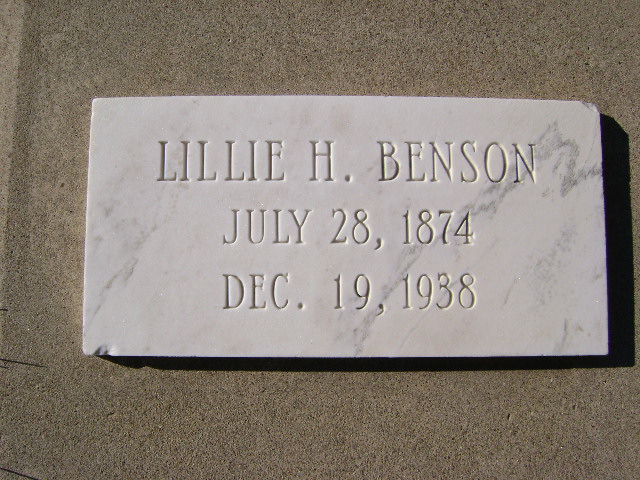 LILLIE H. BENSON
JULY 28, 1874
DEC. 19, 1938